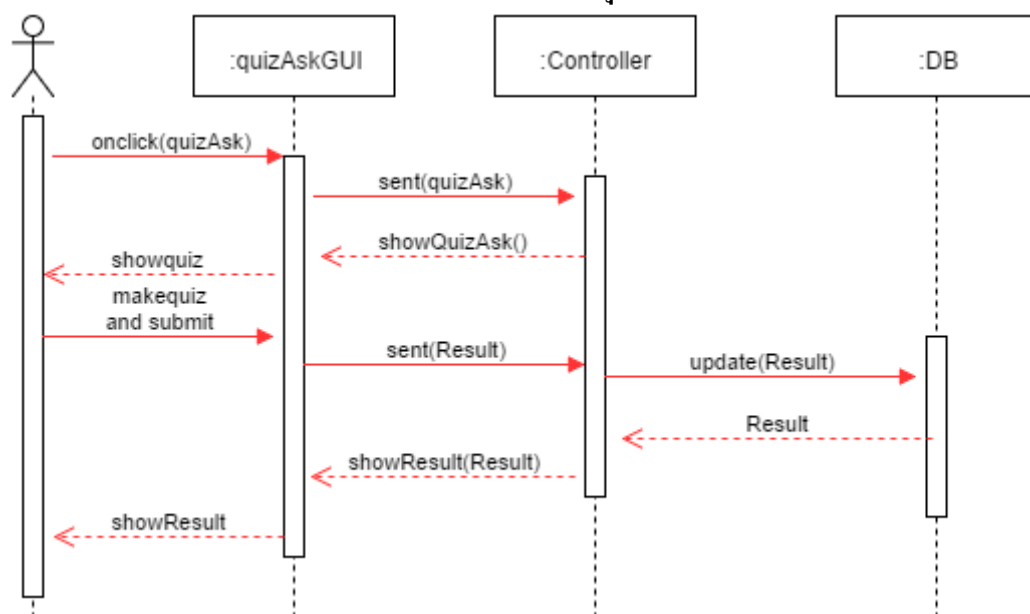 :quizAskGUI
:Controller
:DB
onclick(quizAsk)
sent(quizAsk)
showQuizAsk()
showquiz
makequiz
and submit
sent(Result)
update(Result)
Result
showResult(Result)
showResult